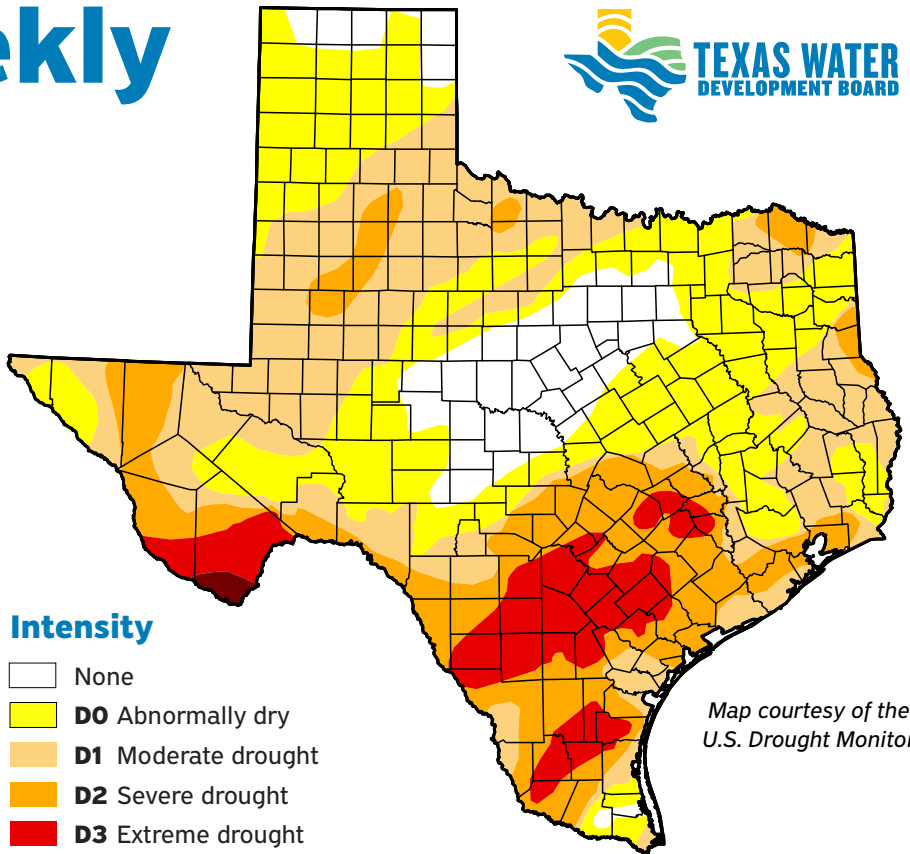 ekly
TEXAS WATER
DEVELOPMENT BOARD
Intensity
None
D0 Abnormally dry
D1 Moderate drought
D2 Severe drought
D3 Extreme drought
Map courtesy of the
U.S. Drought Monitor